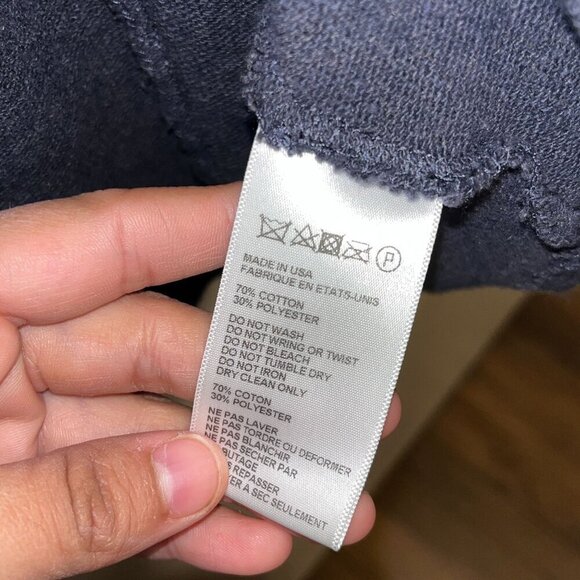 P
MADE IN USA
FABRIQUE EN ETATS-UNIS
70% COTTON
30% POLYESTER
DO NOT WASH
DO NOT WRING OR TWIST
DO NOT BLEACH
DO NOT TUMBLE DRY
DO NOT IRON
DRY CLEAN ONLY
70% COTON
30% POLYESTER
NE PAS LAVER
NE PAS TORDRE OU DEFORMER
NE PAS BLANCHIR
NE PAS SECHER PAR
BUTAGE
REPASSER
A SEC SEULEMENT